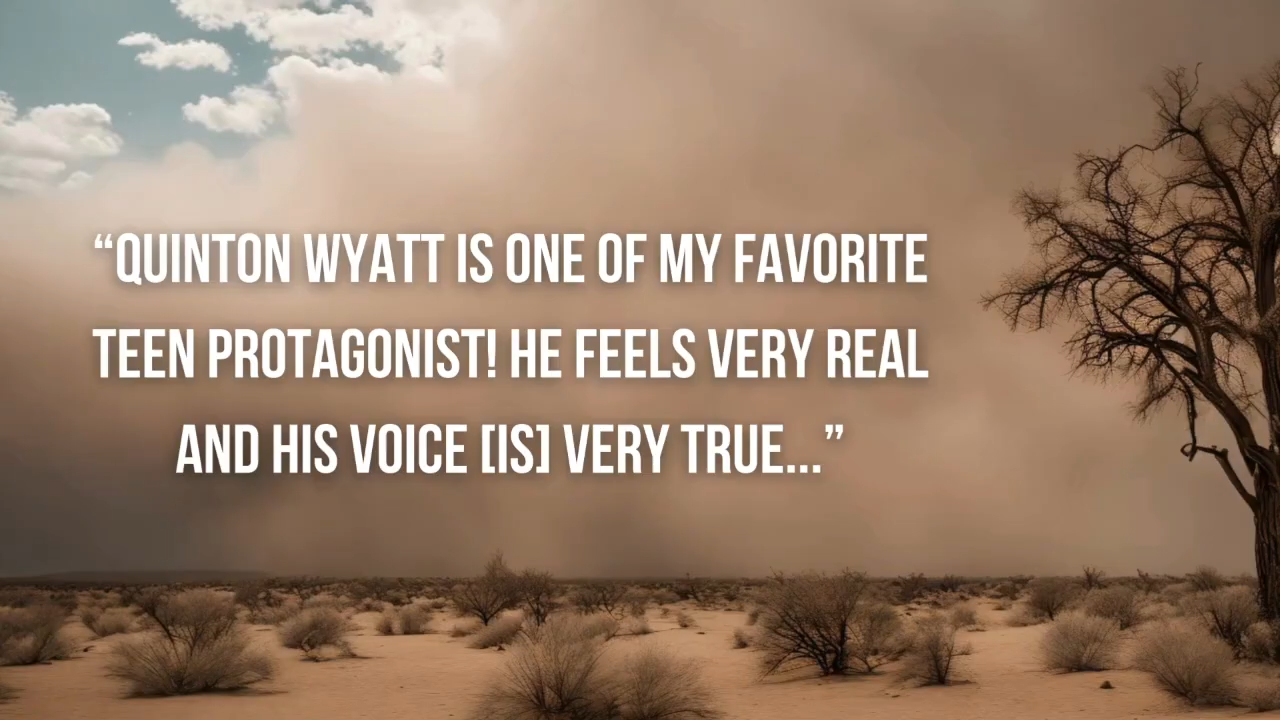 “QUINTON WYATT IS ONE OF MY FAVORITE
TEEN PROTAGONIST! HE FEELS VERY REAL
AND HIS VOICE [IS] VERY TRUE...”